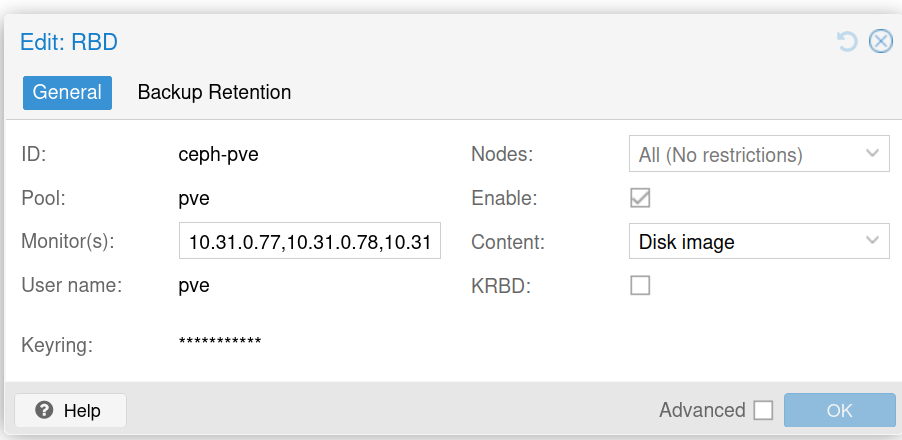 Edit: RBD
General Backup Retention
ID: ceph-pve Nodes: All (No restrictions)
Pool: pve Enable:
Monitor(s): 10.31.0.77,10.31.0.78,10.31 Content: Disk image
User name: pve KRBD:
Keyring: ***********
Help Advanced OK